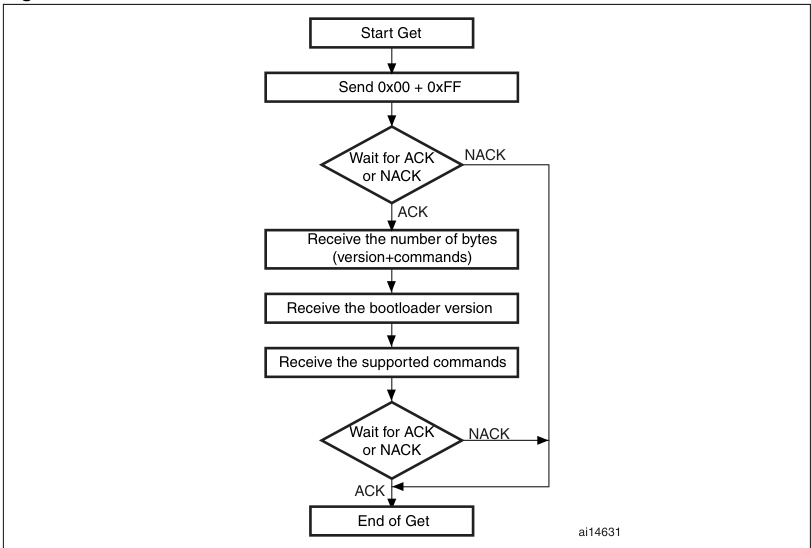 Start Get
Send 0x00 + 0xFF
Wait for ACK
or NACK
NACK
ACK
Receive the number of bytes
(version+commands)
Receive the bootloader version
Receive the supported commands
Wait for ACK
or NACK
NACK
ACK
End of Get
ai14631